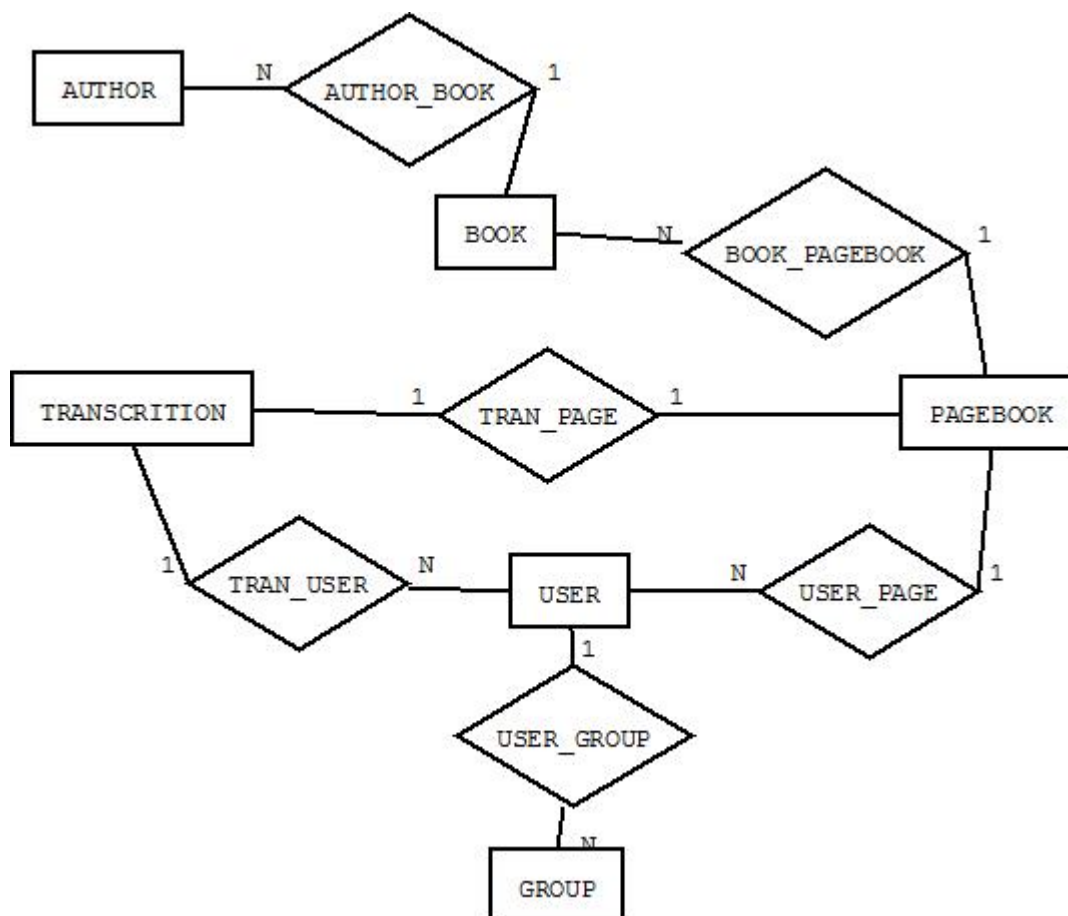 AUTHOR
N
AUTHOR_BOOK
1
BOOK
N
BOOK_PAGEBOOK
1
TRANSCRITION
1
TRAN_PAGE
1
PAGEBOOK
1
TRAN_USER
N
USER
N
USER_PAGE
1
1
USER_GROUP
N
GROUP